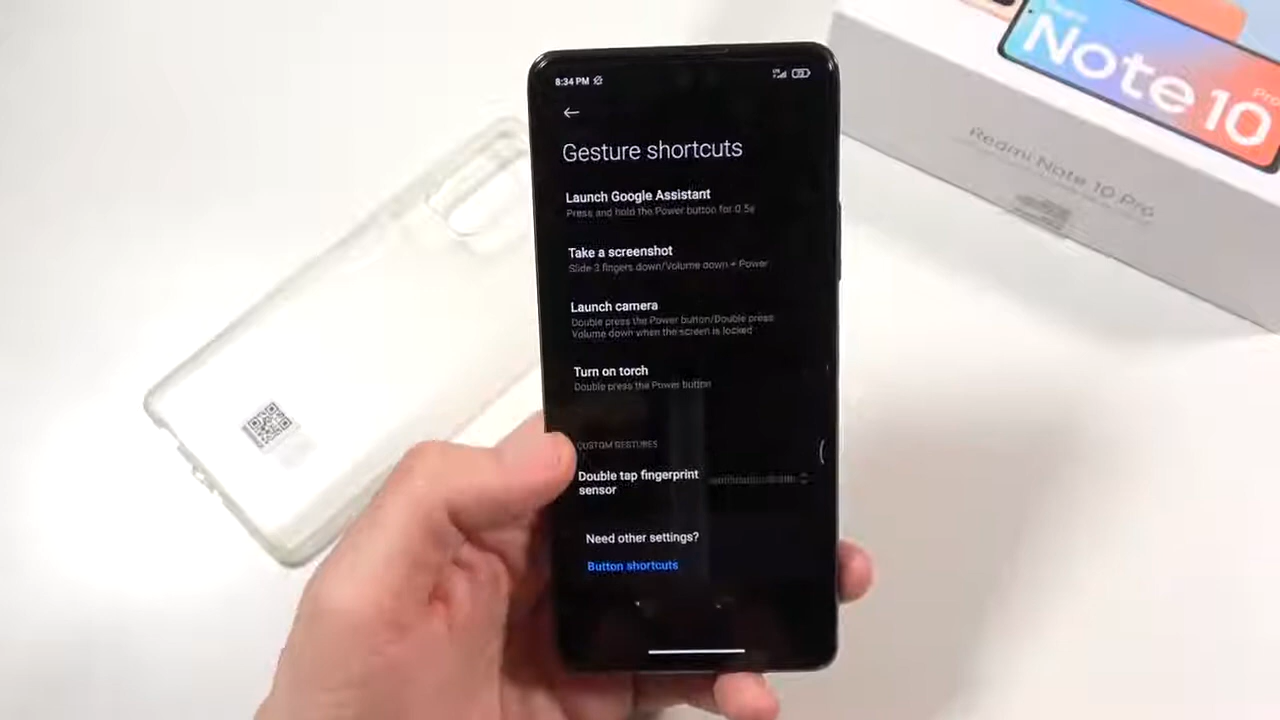 Redmi
Note 10
Pro
Redmi Note 10 Pro
8:34 PM
Gesture shortcuts
Launch Google Assistant
Press and hold the Power button for 0.5s
Take a screenshot
Slide 3 fingers down/Volume down + Power
Launch camera
Double press the Power button/Double press
Volume down when the screen is locked
Turn on torch
Double press the Power button
CUSTOM GESTURES
Double tap fingerprint
sensor
Need other settings?
Button shortcuts